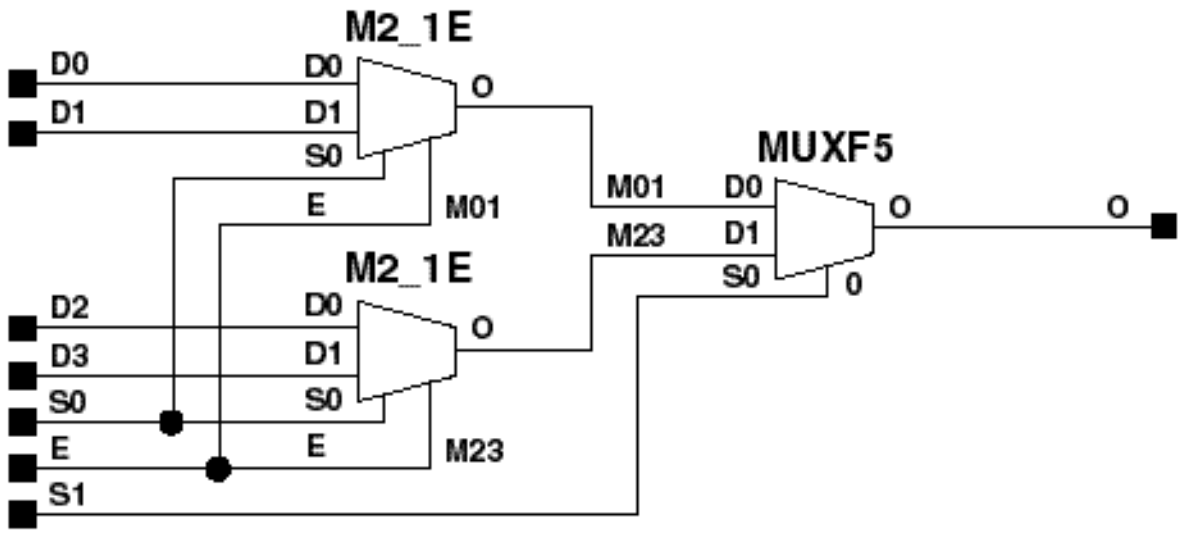 M2_1E
D0 D0 O
D1 D1
S0
E M01
MUXF5
M01 D0 O O
M23 D1
S0 0
M2_1E
D2 D0 O
D3 D1
S0 S0
E E M23
S1